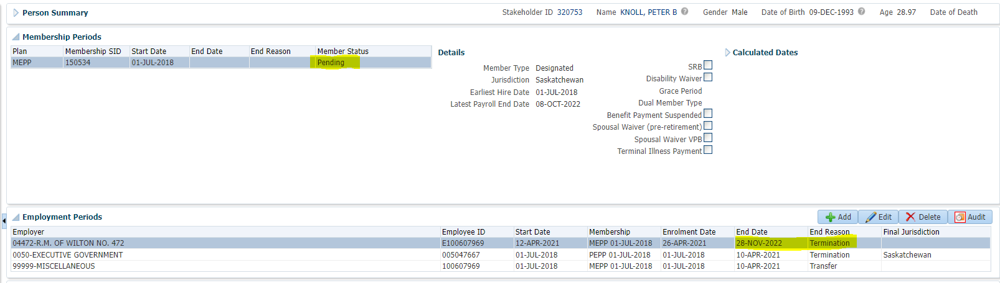 Person Summary Stakeholder ID 320753 Name KNOLL, PETER B Gender Male Date of Birth 09-DEC-1993 Age 28.97 Date of Death
Membership Periods
Plan Membership SID Start Date End Date End Reason Member Status
MEPP 150534 01-JUL-2018 Pending
Details
Member Type Designated
Jurisdiction Saskatchewan
Earliest Hire Date 01-JUL-2018
Latest Payroll End Date 08-OCT-2022
SRB
Disability Waiver
Grace Period
Dual Member Type
Benefit Payment Suspended
Spousal Waiver (pre-retirement)
Spousal Waiver VPB
Terminal Illness Payment
Calculated Dates
Employment Periods Add Edit Delete Audit
Employer Employee ID Start Date Membership Enrolment Date End Date End Reason Final Jurisdiction
04472-R.M. OF WILTON NO. 472 E100607969 12-APR-2021 MEPP 01-JUL-2018 26-APR-2021 28-NOV-2022 Termination
0050-EXECUTIVE GOVERNMENT 005047667 01-JUL-2018 PEPP 01-JUL-2018 01-JUL-2018 10-APR-2021 Termination Saskatchewan
99999-MISCELLANEOUS 100607969 01-JUL-2018 MEPP 01-JUL-2018 01-JUL-2018 10-APR-2021 Transfer